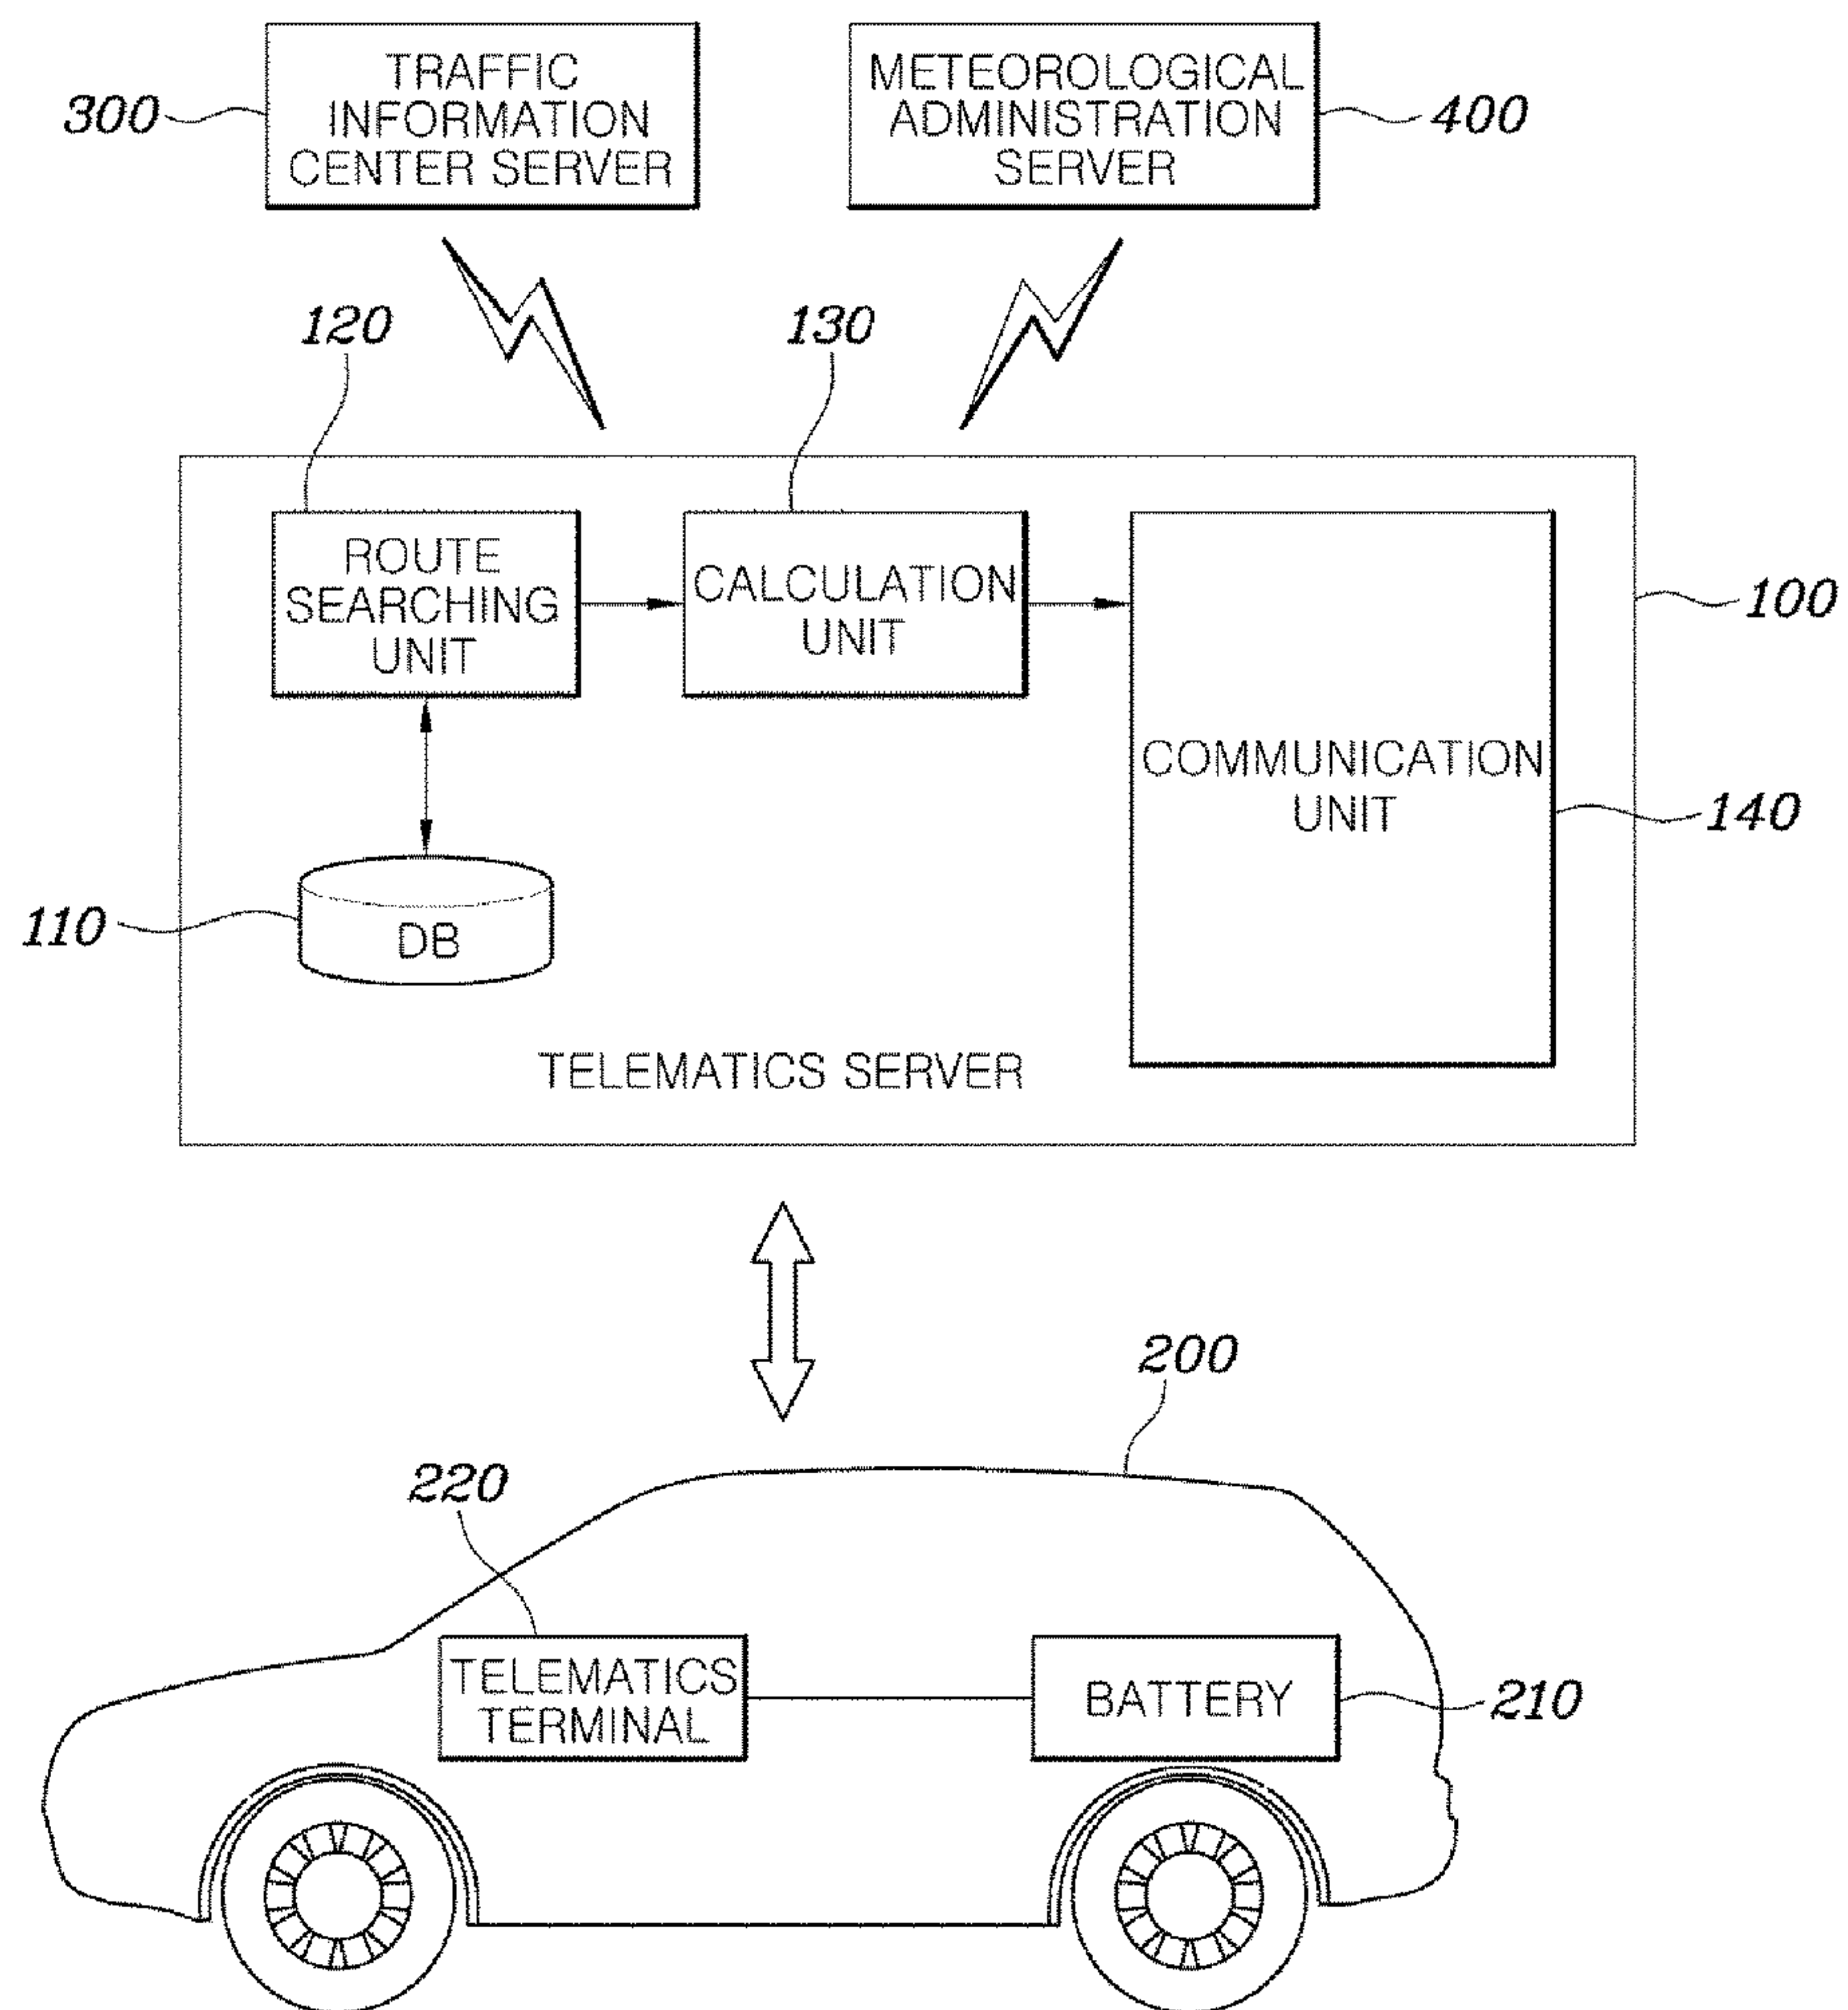 TRAFFIC
INFORMATION
CENTER SERVER
300
METEOROLOGICAL
ADMINISTRATION
SERVER
400
120
130
ROUTE
SEARCHING
UNIT
CALCULATION
UNIT
100
COMMUNICATION
UNIT
140
110
DB
TELEMATICS SERVER
200
220
TELEMATICS
TERMINAL
BATTERY
210